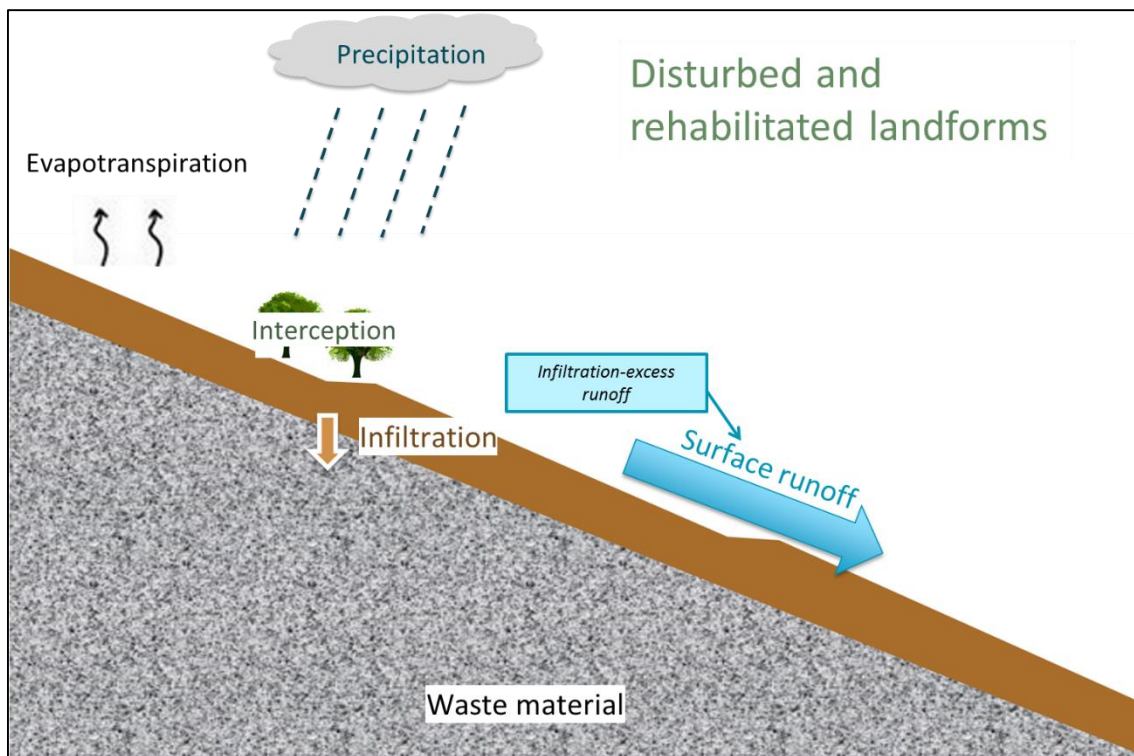 Precipitation
Disturbed and
rehabilitated landforms
Evapotranspiration
Interception
Infiltration-excess
runoff
Infiltration
Surface runoff
Waste material